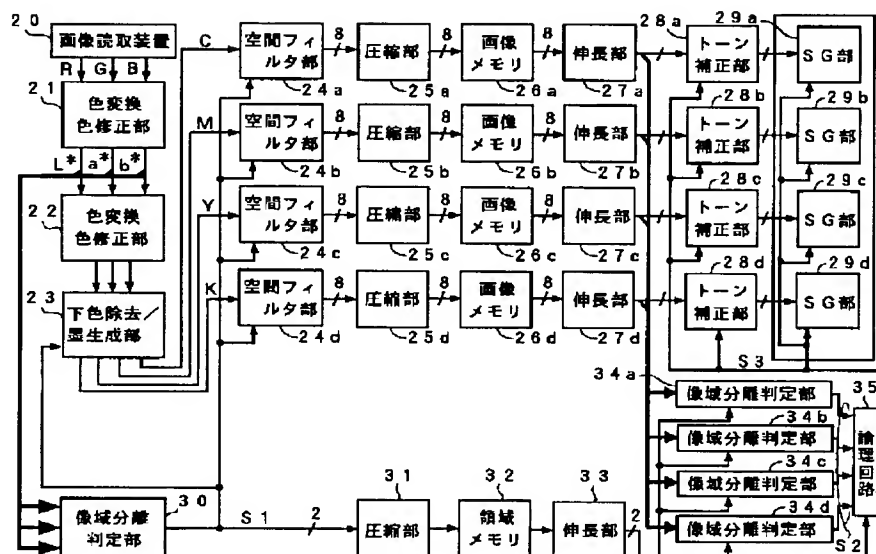 20
画像読取装置
R G B
21
色変換
色修正部
L* a* b*
22
色変換
色修正部
23
下色除去/
墨生成部
C
空間フィ
ルタ部
24a
8
圧縮部
25a
8
画像
メモリ
26a
8
伸長部
27a
28a
トーン
補正部
29a
SG部
M
空間フィ
ルタ部
24b
8
圧縮部
25b
8
画像
メモリ
26b
8
伸長部
27b
28b
トーン
補正部
29b
SG部
Y
空間フィ
ルタ部
24c
8
圧縮部
25c
8
画像
メモリ
26c
8
伸長部
27c
28c
トーン
補正部
29c
SG部
K
空間フィ
ルタ部
24d
8
圧縮部
25d
8
画像
メモリ
26d
8
伸長部
27d
28d
トーン
補正部
29d
SG部
S3
34a
像域分離判定部
34b
像域分離判定部
34c
像域分離判定部
34d
像域分離判定部
35
論理回路
S2
30
像域分離
判定部
S1
2
31
圧縮部
32
領域
メモリ
33
伸長部
2